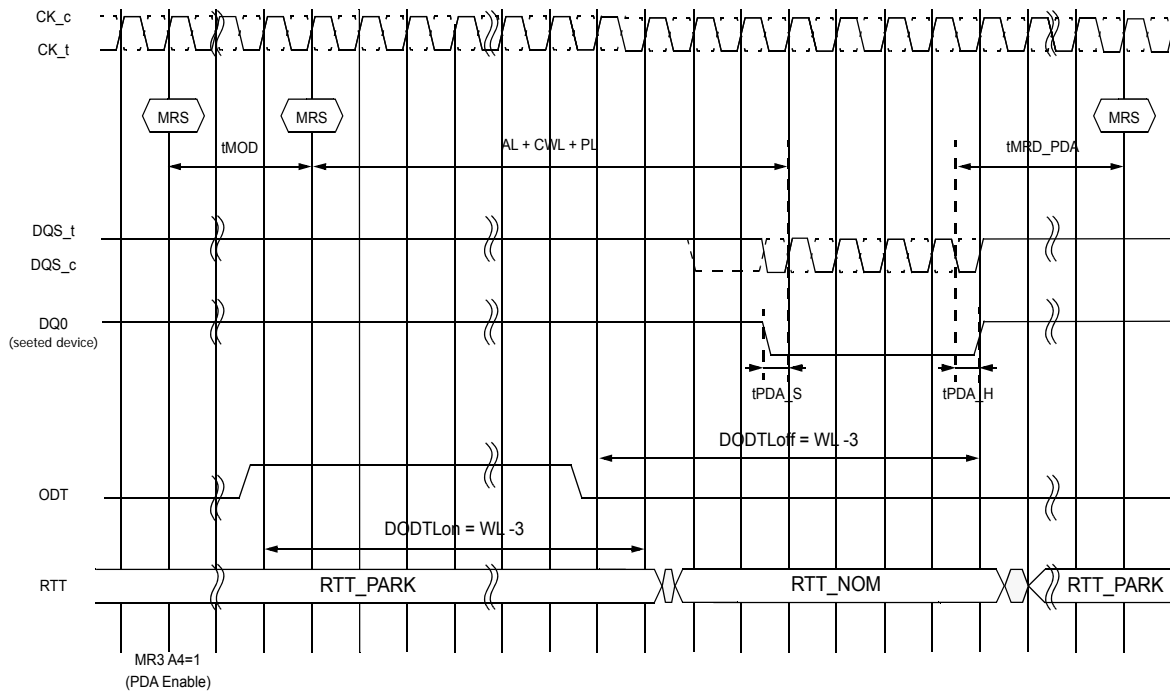 CK_c
CK_t
MRS
MRS
MRS
tMOD
AL + CWL + PL
tMRD_PDA
DQS_t
DQS_c
DQ0
(seeted device)
tPDA_S
tPDA_H
DODTLoff = WL -3
ODT
DODTLon = WL -3
RTT
RTT_PARK
RTT_NOM
RTT_PARK
MR3 A4=1
(PDA Enable)